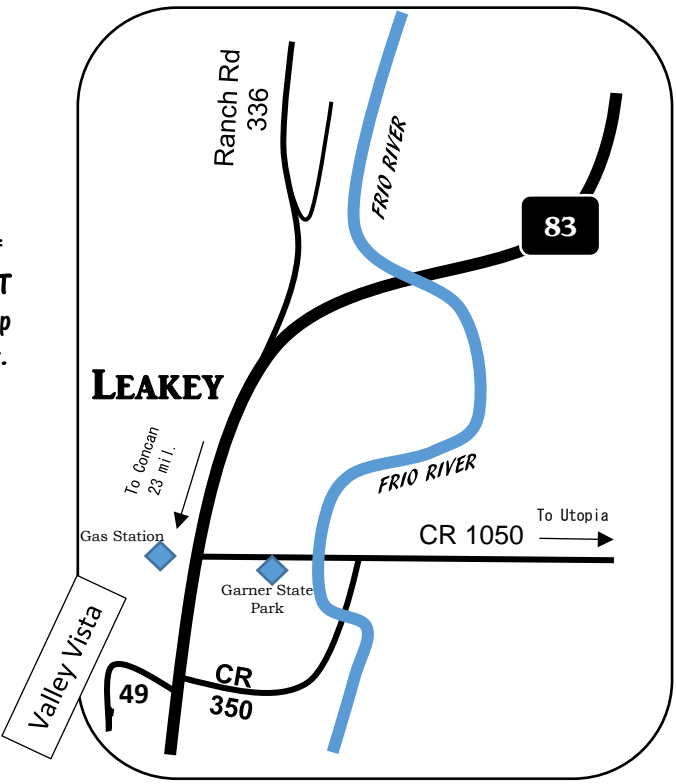 Ranch Rd
336
FRIO RIVER
83
T
p
LEAKEY
To Concan
23 mil.
FRIO RIVER
To Utopia
CR 1050
Gas Station
Garner State
Park
Valley Vista
49
CR
350